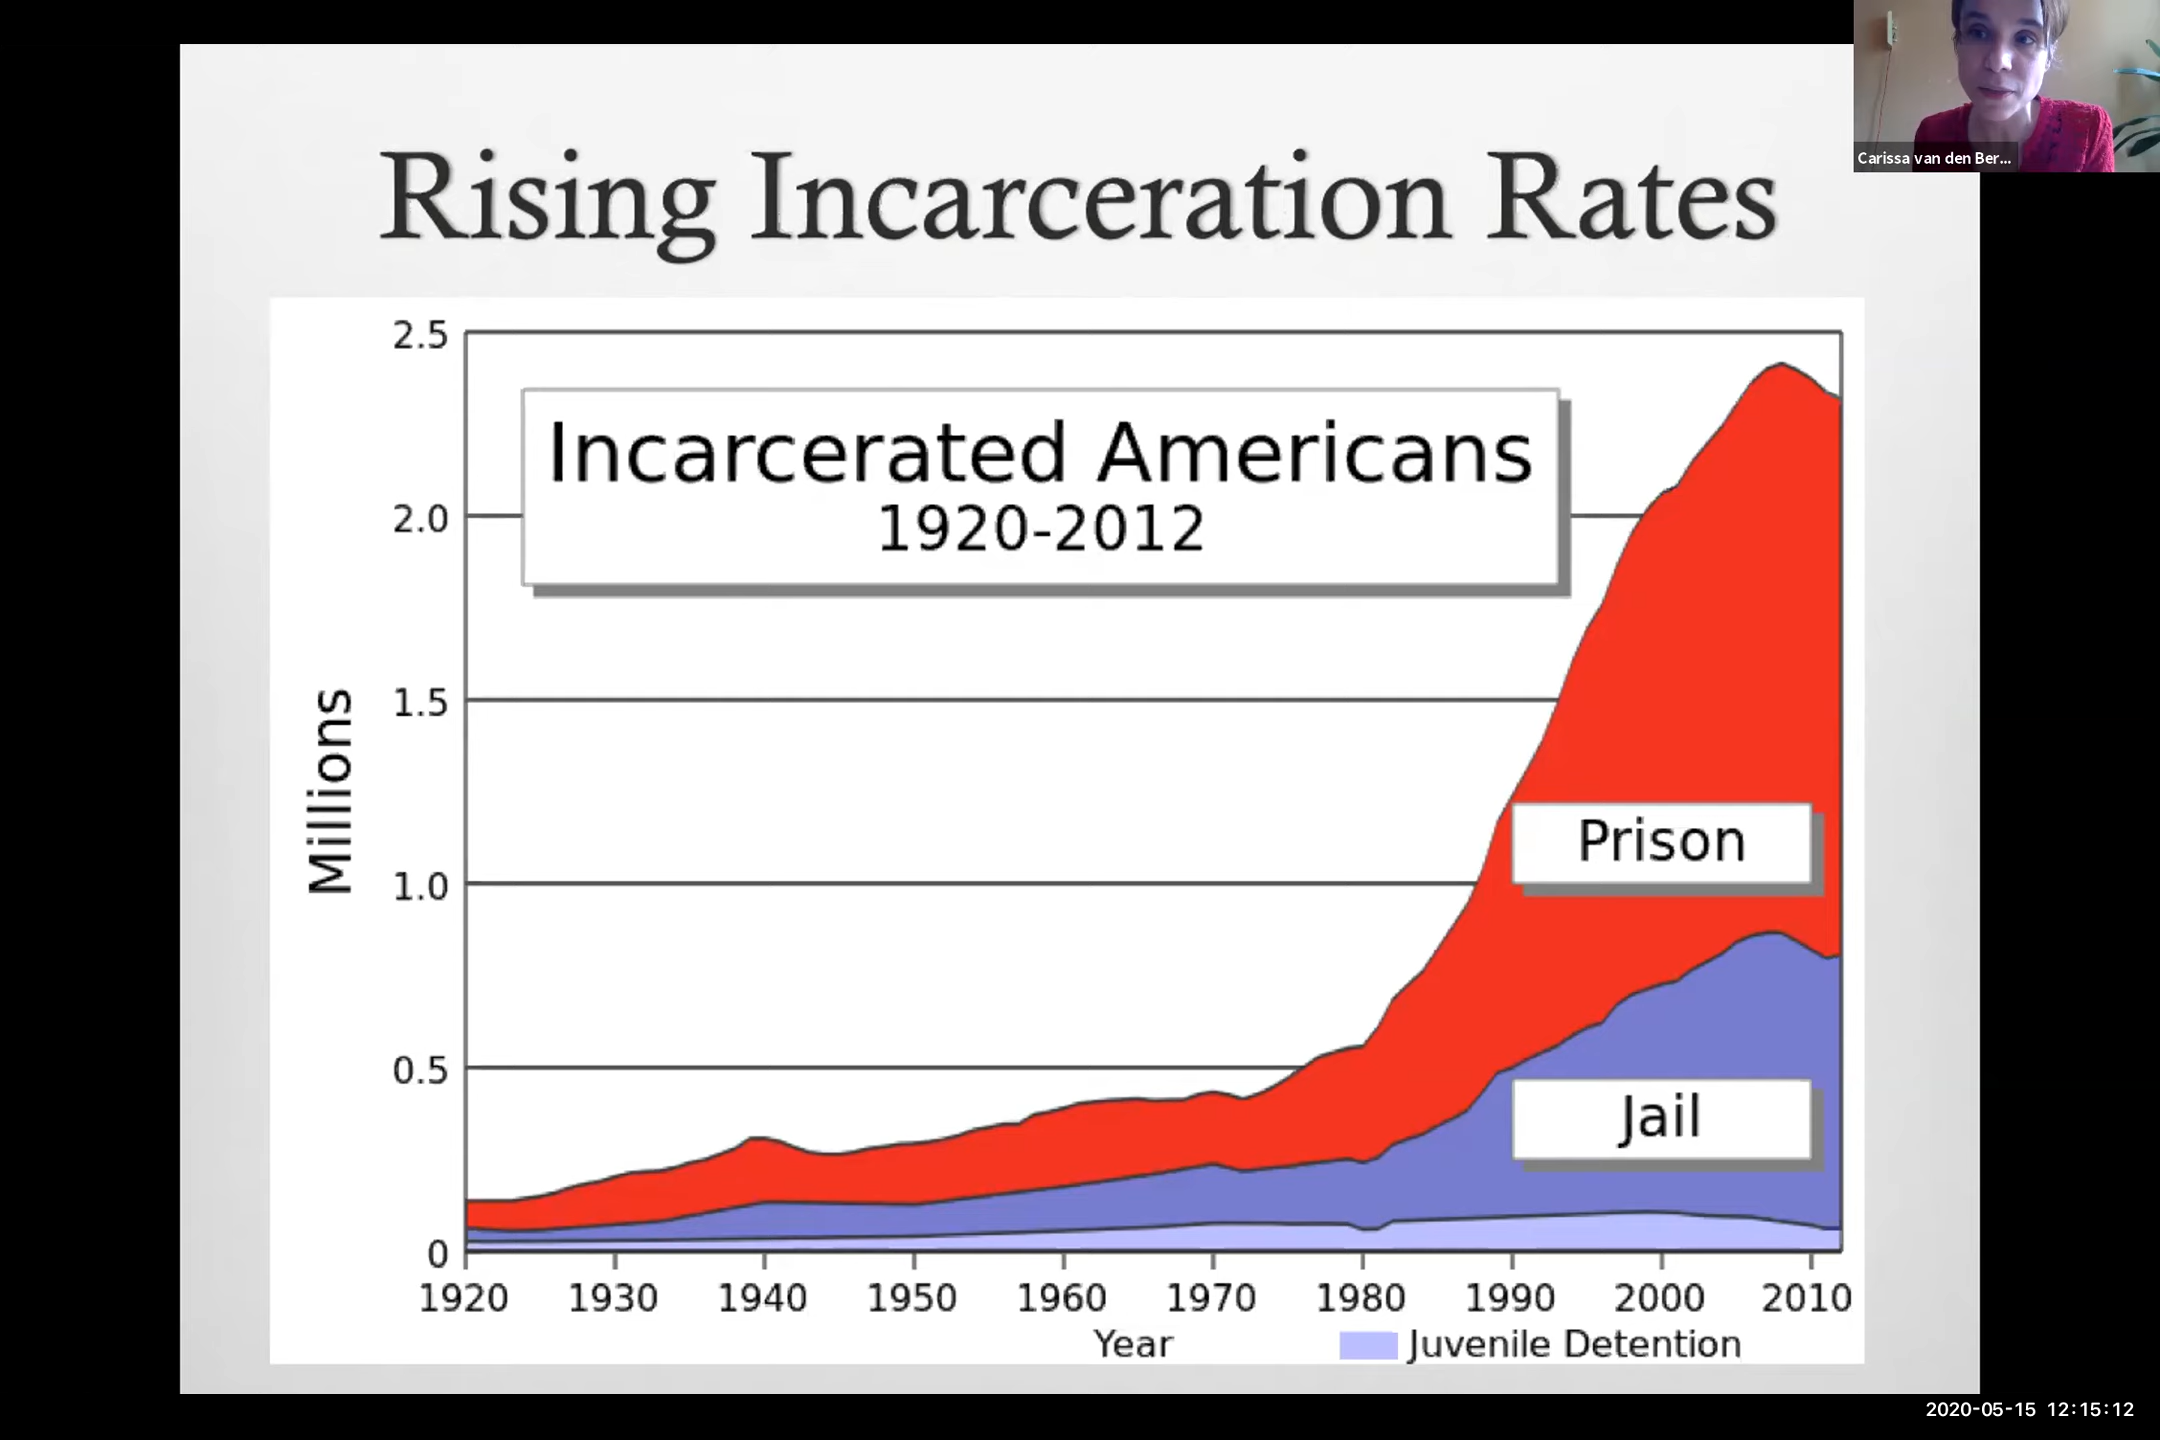 Rising Incarceration Rates
Carissa van den Ber...
Incarcerated Americans
1920-2012
Millions
2.5
2.0
1.5
1.0
0.5
0
Prison
Jail
1920 1930 1940 1950 1960 1970 1980 1990 2000 2010
Year
Juvenile Detention
2020-05-15 12:15:12